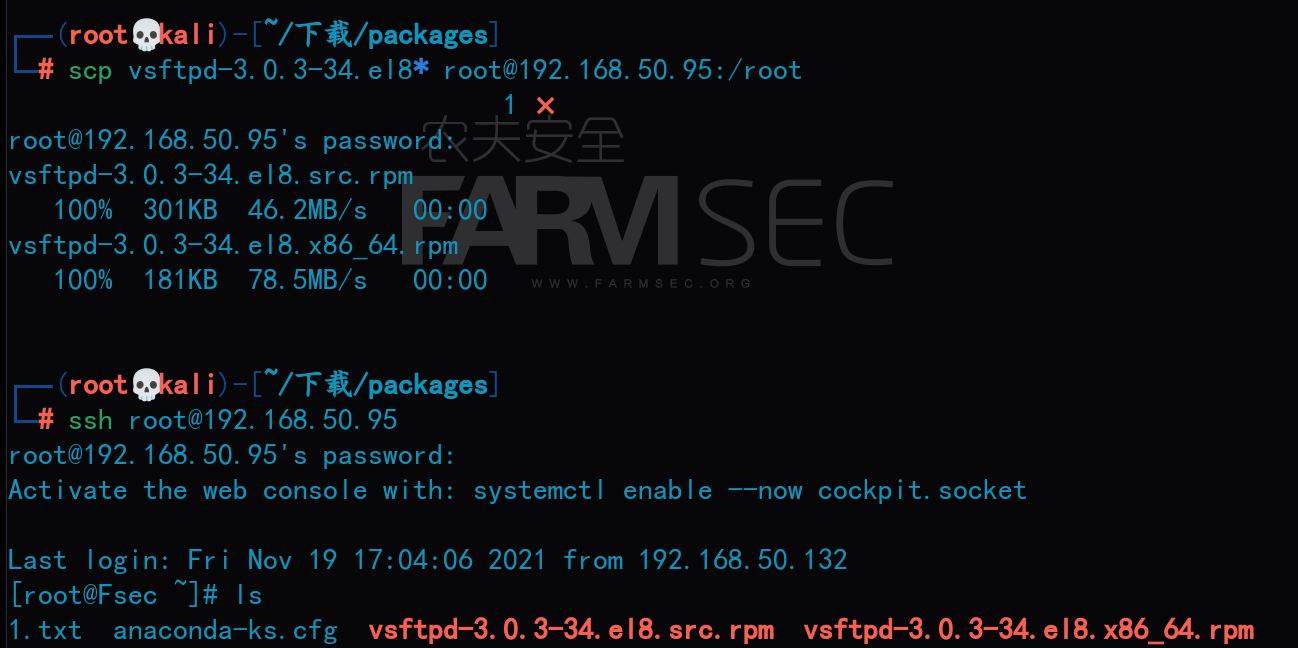 (root💀kali)-[~/下载/packages]
# scp vsftpd-3.0.3-34.el8* root@192.168.50.95:/root
1 ⨯
root@192.168.50.95's password:
vsftpd-3.0.3-34.el8.src.rpm
100% 301KB 46.2MB/s 00:00
vsftpd-3.0.3-34.el8.x86_64.rpm
100% 181KB 78.5MB/s 00:00
农夫安全
FARMSEC
WWW.FARMSEC.ORG
(root💀kali)-[~/下载/packages]
# ssh root@192.168.50.95
root@192.168.50.95's password:
Activate the web console with: systemctl enable --now cockpit.socket
Last login: Fri Nov 19 17:04:06 2021 from 192.168.50.132
[root@Fsec ~]# ls
1.txt anaconda-ks.cfg vsftpd-3.0.3-34.el8.src.rpm vsftpd-3.0.3-34.el8.x86_64.rpm